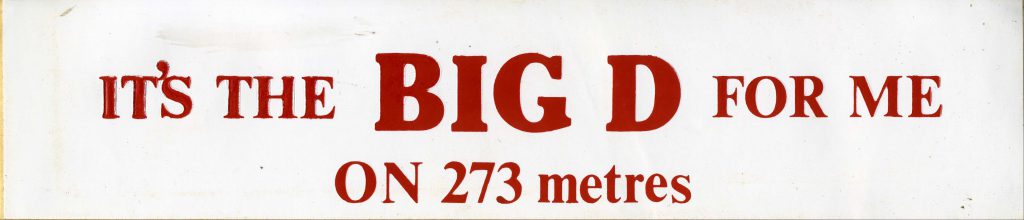 IT'S THE BIG D FOR ME
ON 273 metres